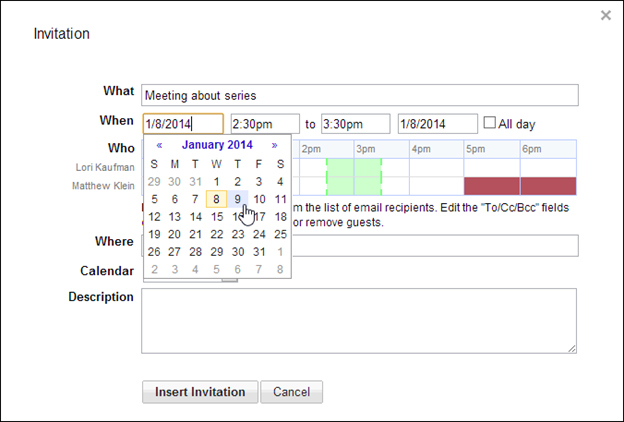 ×
Invitation
What Meeting about series
When 1/8/2014 2:30pm to 3:30pm 1/8/2014 All day
Who « January 2014 » 2pm 3pm 4pm 5pm 6pm
Lori Kaufman
Matthew Klein
S M T W T F S
29 30 31 1 2 3 4
5 6 7 8 9 10 11
12 13 14 15 16 17 18
19 20 21 22 23 24 25
26 27 28 29 30 31 1
2 3 4 5 6 7 8
m the list of email recipients. Edit the "To/Cc/Bcc" fields
or remove guests.
Where
Calendar
Description
Insert Invitation Cancel